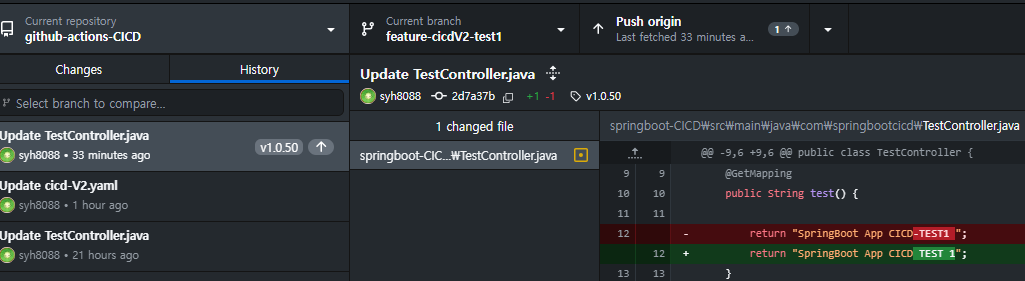 Current repository
github-actions-CICD
Current branch
feature-cicdV2-test1
Push origin
Last fetched 33 minutes a...
1
Changes
History
Select branch to compare...
Update TestController.java
syh8088 • 33 minutes ago
v1.0.50
Update cicd-V2.yaml
syh8088 • 1 hour ago
Update TestController.java
syh8088 • 21 hours ago
Update TestController.java
syh8088 2d7a37b +1 -1 v1.0.50
1 changed file
springboot-CIC...₩TestController.java
springboot-CICD₩src₩main₩java₩com₩springbootcicd₩TestController.java
@@ -9,6 +9,6 @@ public class TestController {
9 9 @GetMapping
10 10 public String test() {
11 11
12 - return "SpringBoot App CICD-TEST1 ";
12 + return "SpringBoot App CICD TEST 1";
13 13 }